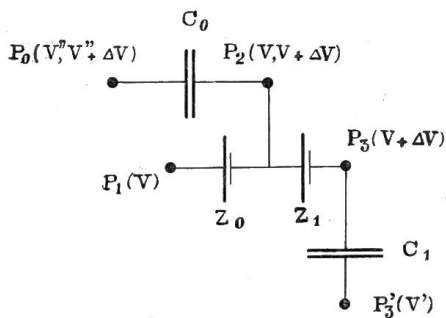 C₀
P₀(V″,V″+ΔV)
P₂(V,V+ΔV)
P₃(V+ΔV)
P₁(V)
Z₀
Z₁
C₁
P₃′(V′)